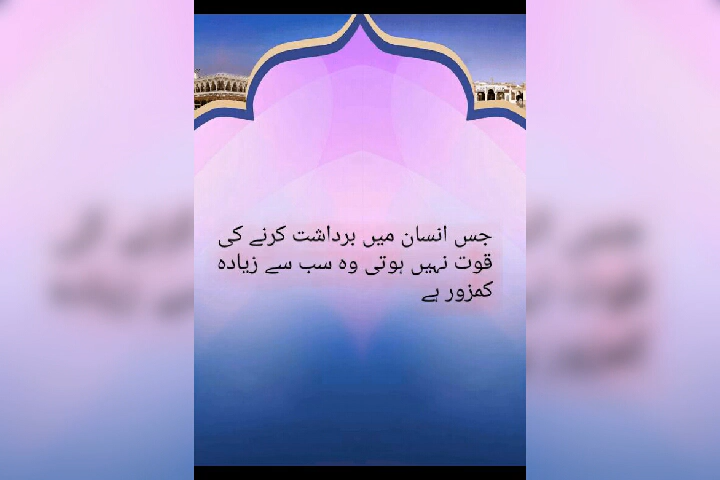 جس انسان میں برداشت کرنے کی
قوت نہیں ہوتی وہ سب سے زیادہ
کمزور ہے